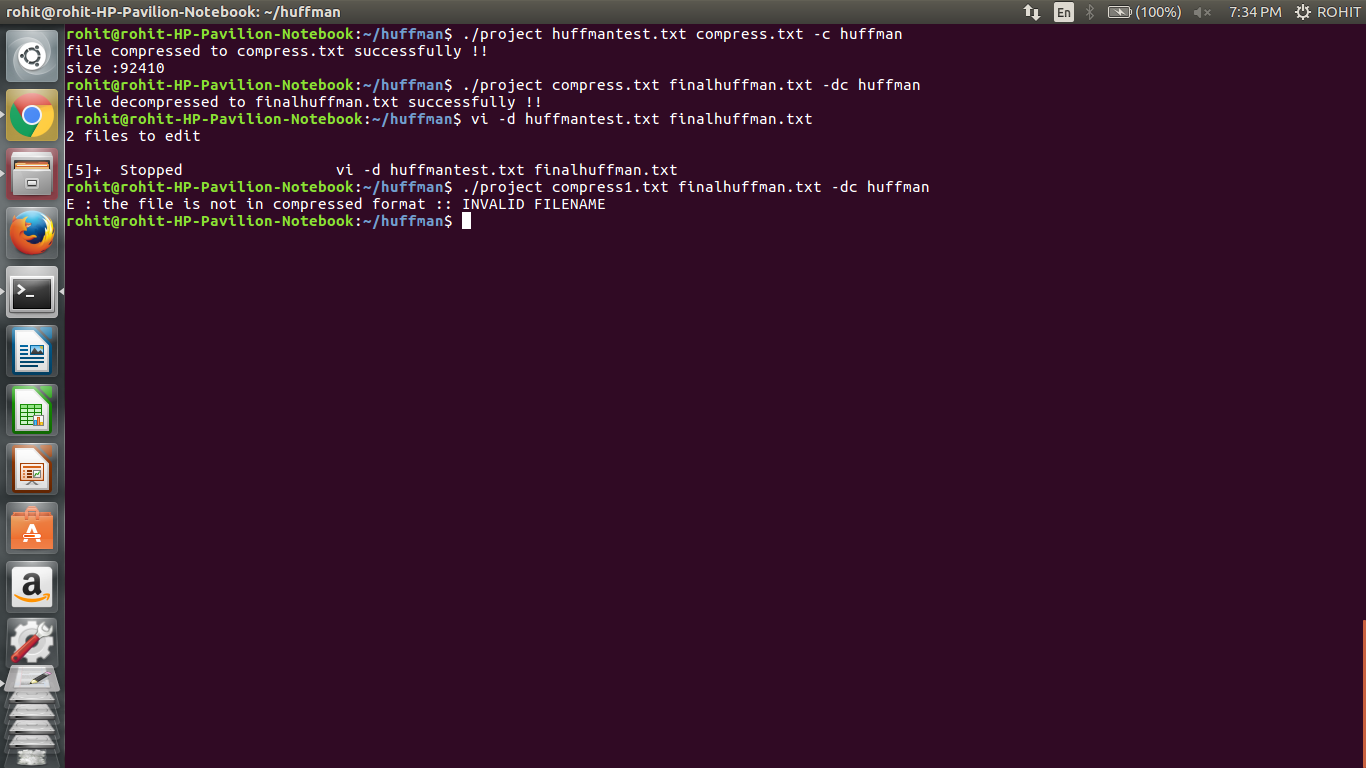 rohit@rohit-HP-Pavilion-Notebook: ~/huffman
En (100%) 7:34 PM ROHIT
rohit@rohit-HP-Pavilion-Notebook:~/huffman$ ./project huffmantest.txt compress.txt -c huffman
file compressed to compress.txt successfully !!
size :92410
rohit@rohit-HP-Pavilion-Notebook:~/huffman$ ./project compress.txt finalhuffman.txt -dc huffman
file decompressed to finalhuffman.txt successfully !!
 rohit@rohit-HP-Pavilion-Notebook:~/huffman$ vi -d huffmantest.txt finalhuffman.txt
2 files to edit
[5]+  Stopped                 vi -d huffmantest.txt finalhuffman.txt
rohit@rohit-HP-Pavilion-Notebook:~/huffman$ ./project compress1.txt finalhuffman.txt -dc huffman
E : the file is not in compressed format :: INVALID FILENAME
rohit@rohit-HP-Pavilion-Notebook:~/huffman$